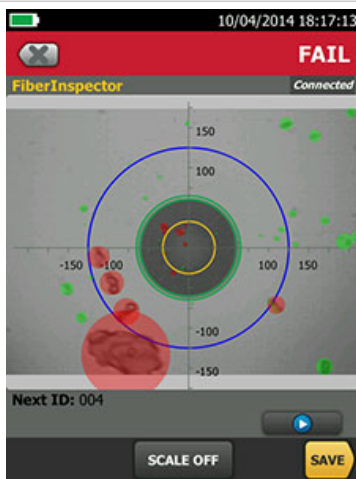 10/04/2014 18:17:13
FAIL
FiberInspector
Connected
150
100
-150 -100 100 150
-100
-150
Next ID: 004
SCALE OFF
SAVE